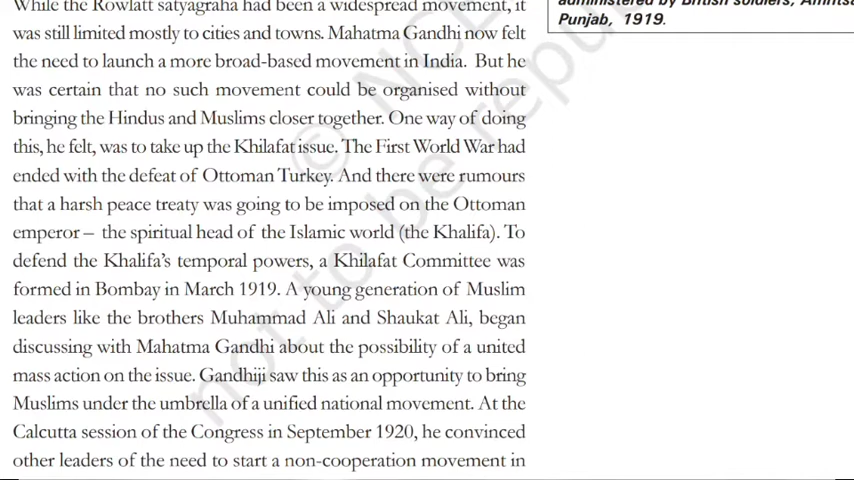 While the Rowlatt satyagraha had been a widespread movement, it
was still limited mostly to cities and towns. Mahatma Gandhi now felt
the need to launch a more broad-based movement in India. But he
was certain that no such movement could be organised without
bringing the Hindus and Muslims closer together. One way of doing
this, he felt, was to take up the Khilafat issue. The First World War had
ended with the defeat of Ottoman Turkey. And there were rumours
that a harsh peace treaty was going to be imposed on the Ottoman
emperor – the spiritual head of the Islamic world (the Khalifa). To
defend the Khalifa’s temporal powers, a Khilafat Committee was
formed in Bombay in March 1919. A young generation of Muslim
leaders like the brothers Muhammad Ali and Shaukat Ali, began
discussing with Mahatma Gandhi about the possibility of a united
mass action on the issue. Gandhiji saw this as an opportunity to bring
Muslims under the umbrella of a unified national movement. At the
Calcutta session of the Congress in September 1920, he convinced
other leaders of the need to start a non-cooperation movement in
administered by British soldiers,
Punjab, 1919.
© NCE
not to be repu